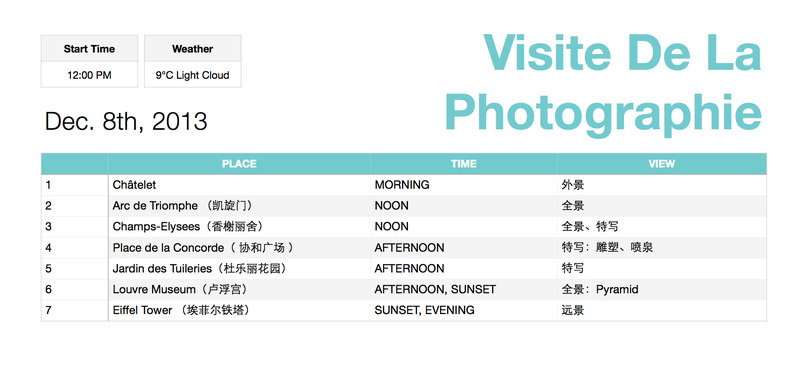 Start Time Weather
12:00 PM 9°C Light Cloud
Visite De La
Photographie
Dec. 8th, 2013
PLACE TIME VIEW
1 Châtelet MORNING 外景
2 Arc de Triomphe （凯旋门） NOON 全景
3 Champs-Elysees（香榭丽舍） NOON 全景、特写
4 Place de la Concorde（ 协和广场 ） AFTERNOON 特写：雕塑、喷泉
5 Jardin des Tuileries（杜乐丽花园） AFTERNOON 特写
6 Louvre Museum（卢浮宫） AFTERNOON, SUNSET 全景：Pyramid
7 Eiffel Tower （埃菲尔铁塔） SUNSET, EVENING 远景